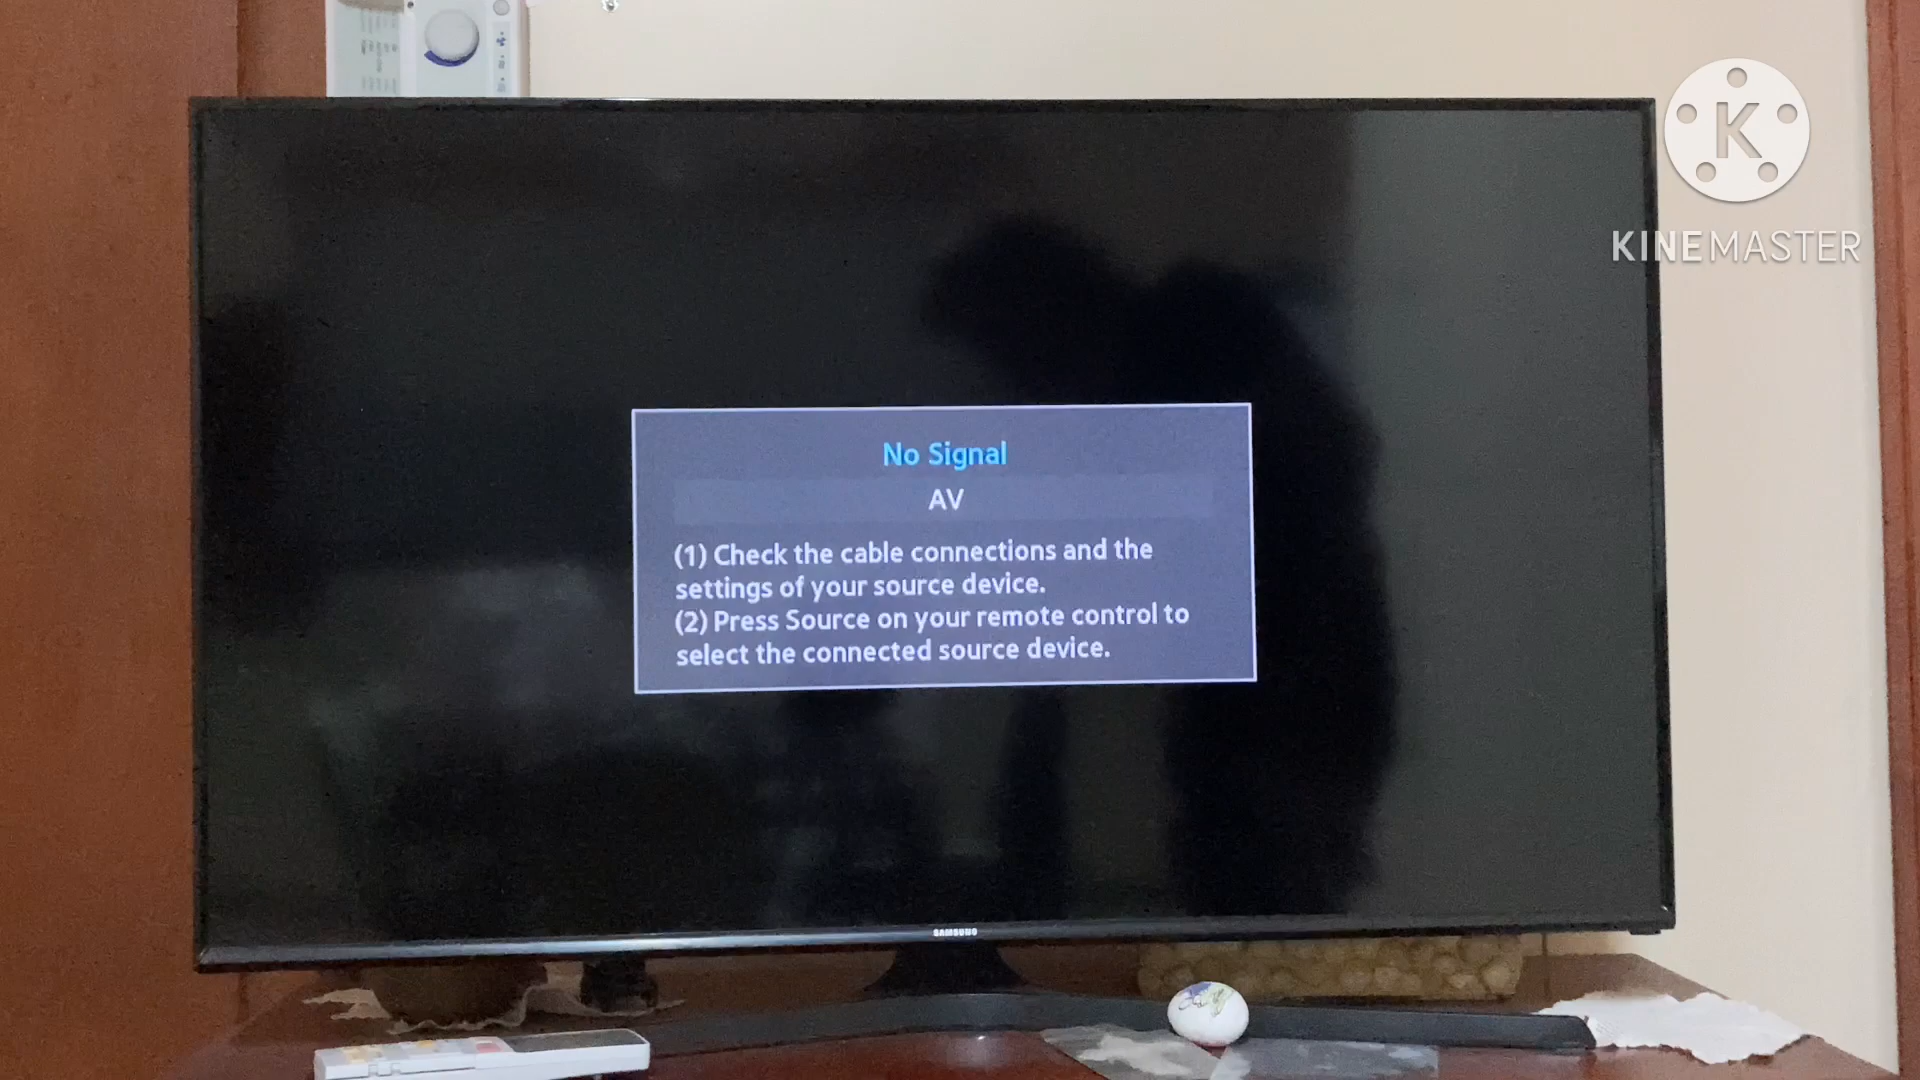 K
KINEMASTER
No Signal
AV
(1) Check the cable connections and the
settings of your source device.
(2) Press Source on your remote control to
select the connected source device.
SAMSUNG